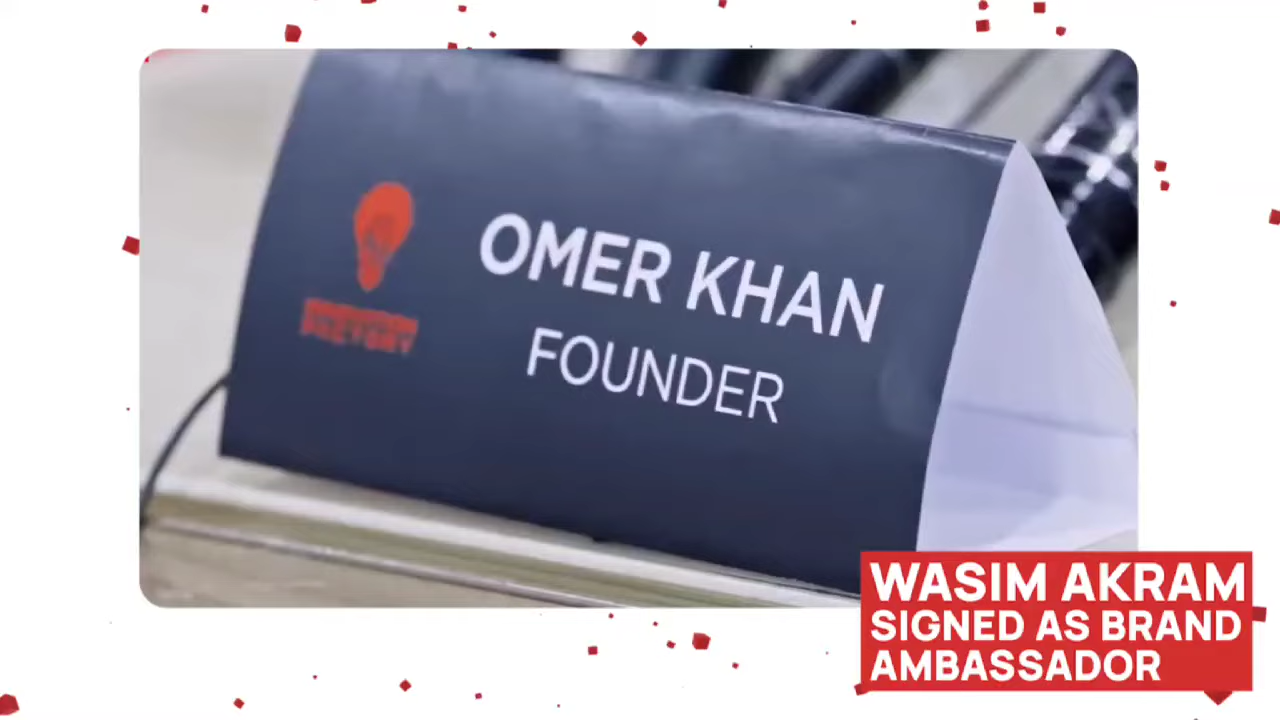 OMER KHAN
FOUNDER
WASIM AKRAM
SIGNED AS BRAND
AMBASSADOR